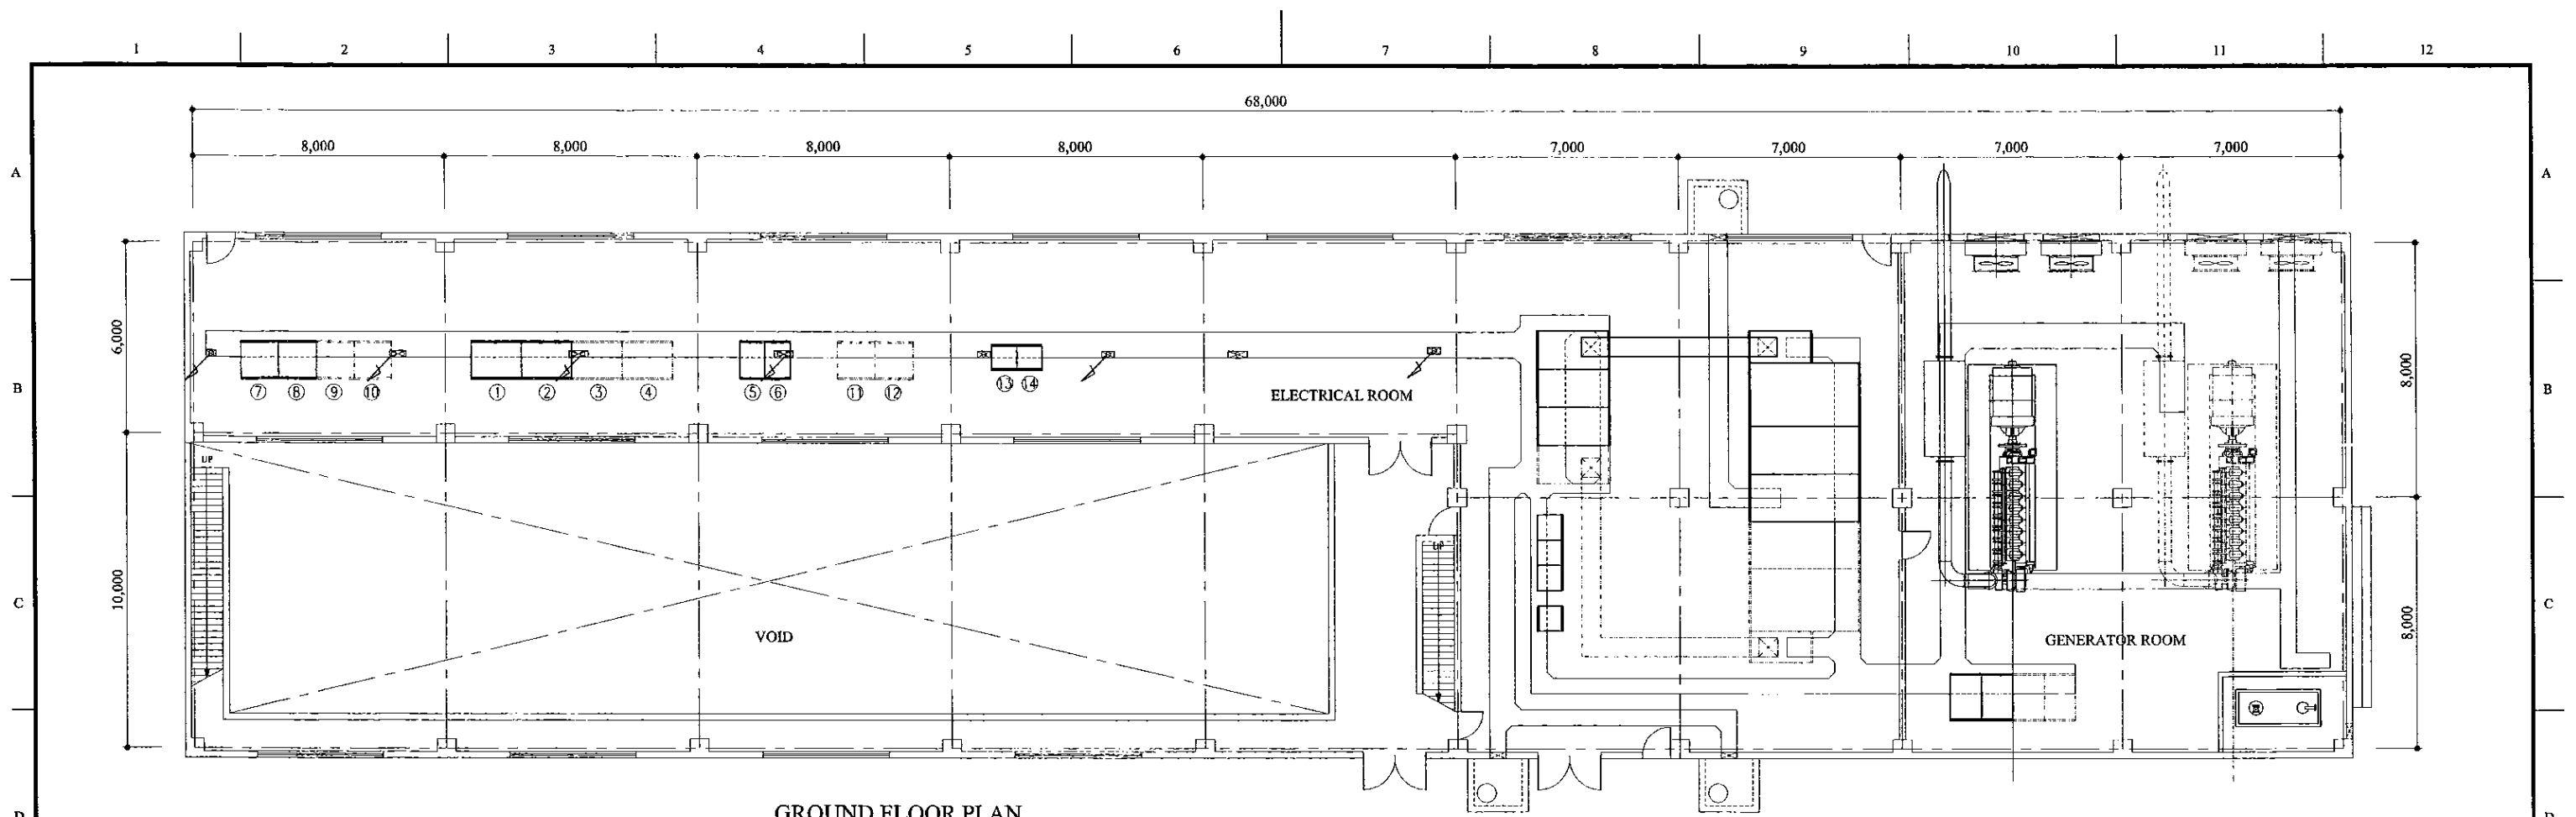 1 2 3 4 5 6 7 8 9 10 11 12
68,000
8,000 8,000 8,000 8,000 7,000 7,000 7,000 7,000
A A
6,000 8,000
B B
⑦ ⑧ ⑨ ⑩ ① ② ③ ④ ⑤ ⑥ ⑪ ⑫ ⑬ ⑭
ELECTRICAL ROOM
UP
UP
10,000 8,000
C C
VOID
GENERATOR ROOM
GROUND FLOOR PLAN
D D